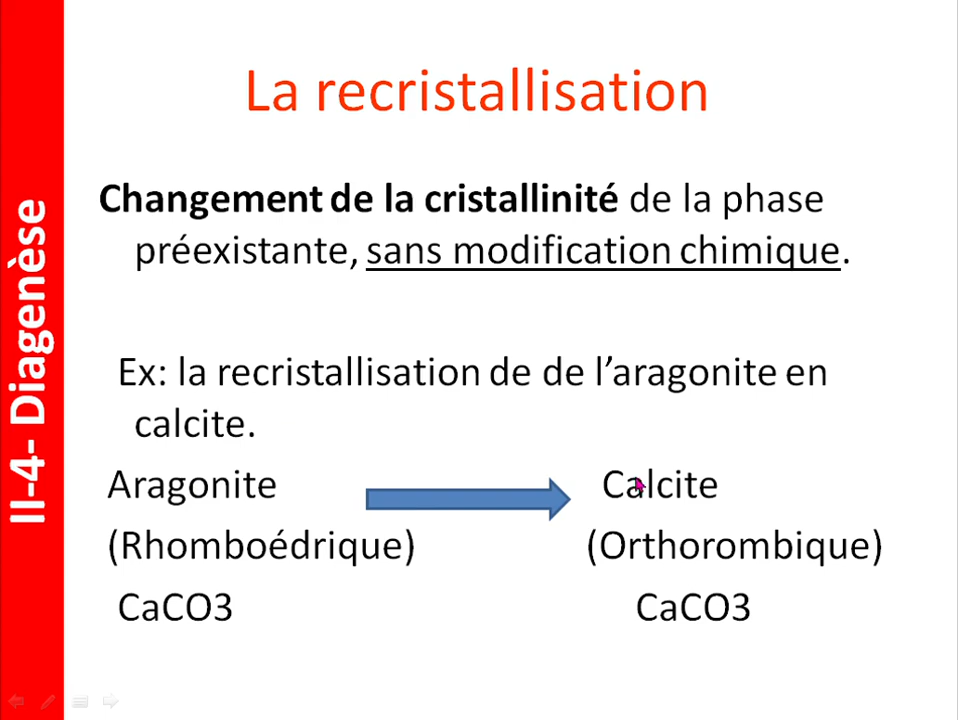 II-4- Diagenèse
La recristallisation
Changement de la cristallinité de la phase
préexistante, sans modification chimique.
Ex: la recristallisation de de l’aragonite en
calcite.
Aragonite Calcite
(Rhomboédrique) (Orthorombique)
CaCO3 CaCO3